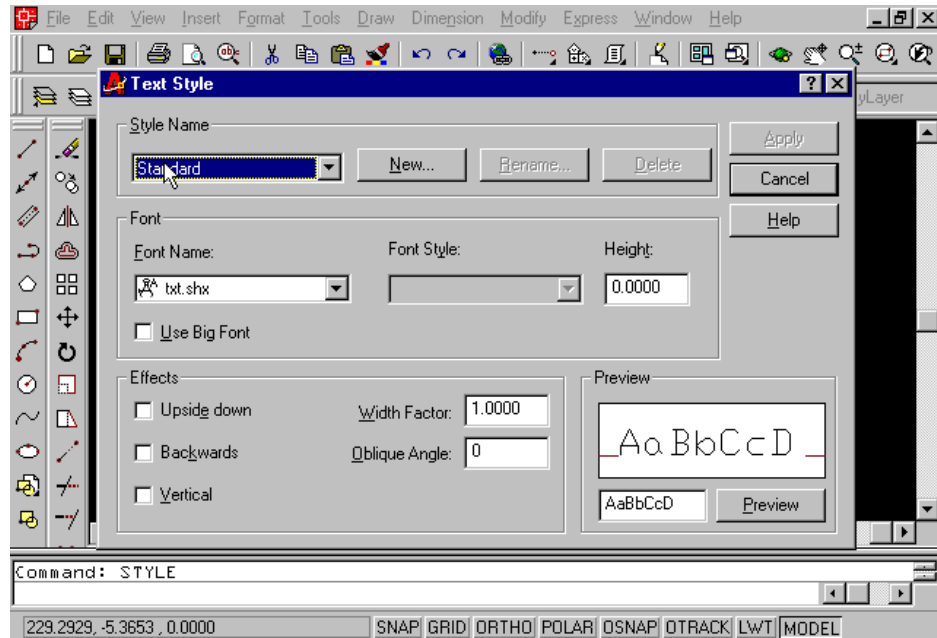 File Edit View Insert Format Tools Draw Dimension Modify Express Window Help
Text Style
yLayer
Style Name
Standard
New...
Rename...
Delete
Apply
Cancel
Help
Font
Font Name:
Font Style:
Height:
txt.shx
0.0000
Use Big Font
Effects
Upside down
Width Factor: 1.0000
Backwards
Oblique Angle: 0
Vertical
Preview
AaBbCcD
AaBbCcD
Preview
Command: STYLE
229.2929, -5.3653 , 0.0000
SNAP GRID ORTHO POLAR OSNAP OTRACK LWT MODEL